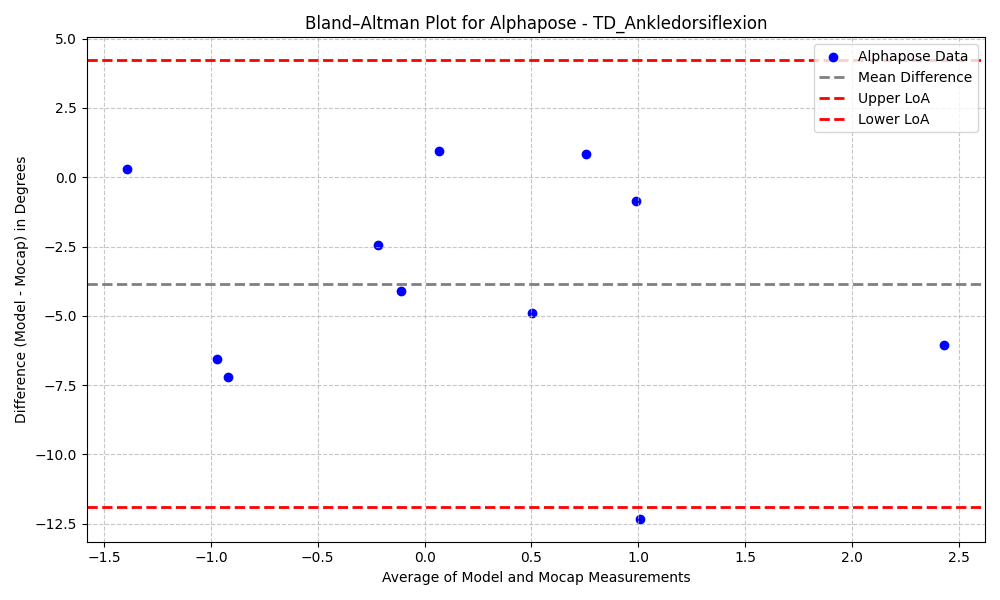 Bland–Altman Plot for Alphapose - TD_Ankledorsiflexion
Alphapose Data
Mean Difference
Upper LoA
Lower LoA
Difference (Model - Mocap) in Degrees
5.0
2.5
0.0
−2.5
−5.0
−7.5
−10.0
−12.5
−1.5 −1.0 −0.5 0.0 0.5 1.0 1.5 2.0 2.5
Average of Model and Mocap Measurements